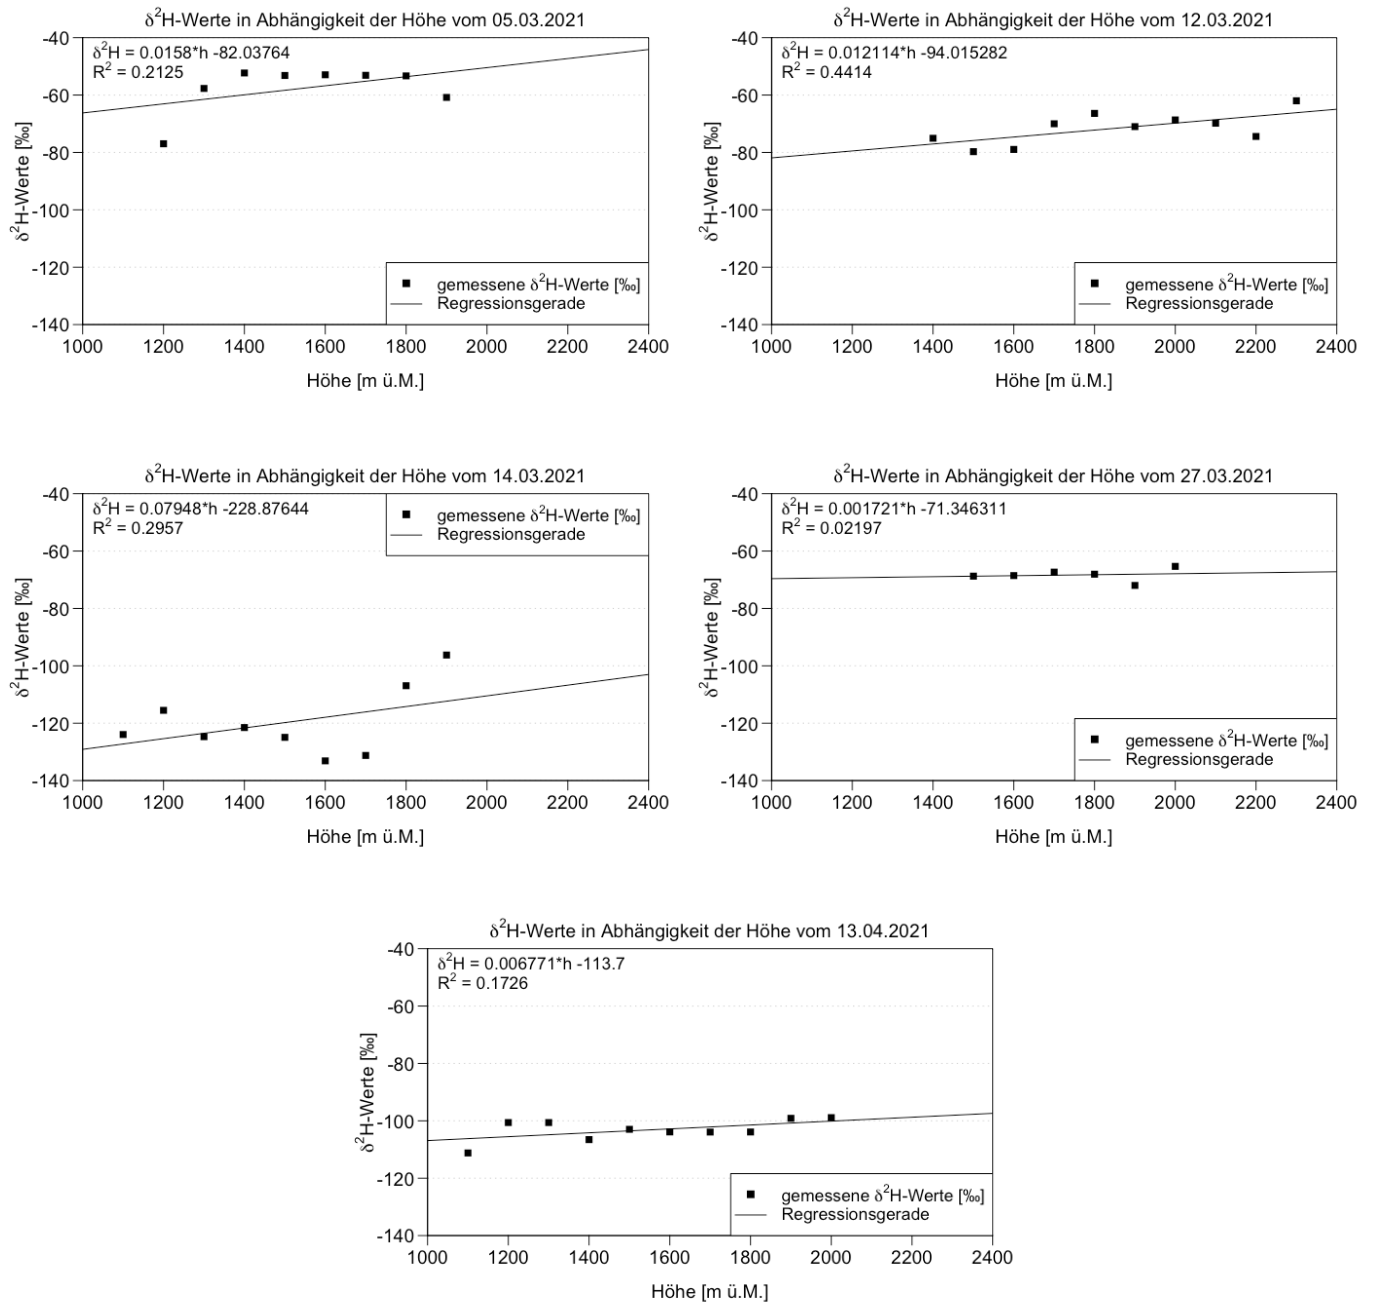 δ²H-Werte in Abhängigkeit der Höhe vom 05.03.2021
δ²H = 0.0158*h -82.03764
R² = 0.2125
-40
-60
-80
-100
-120
-140
δ²H-Werte [‰]
gemessene δ²H-Werte [‰]
Regressionsgerade
1000 1200 1400 1600 1800 2000 2200 2400
Höhe [m ü.M.]
δ²H-Werte in Abhängigkeit der Höhe vom 12.03.2021
δ²H = 0.012114*h -94.015282
R² = 0.4414
-40
-60
-80
-100
-120
-140
δ²H-Werte [‰]
gemessene δ²H-Werte [‰]
Regressionsgerade
1000 1200 1400 1600 1800 2000 2200 2400
Höhe [m ü.M.]
δ²H-Werte in Abhängigkeit der Höhe vom 14.03.2021
δ²H = 0.07948*h -228.87644
R² = 0.2957
gemessene δ²H-Werte [‰]
Regressionsgerade
-40
-60
-80
-100
-120
-140
δ²H-Werte [‰]
1000 1200 1400 1600 1800 2000 2200 2400
Höhe [m ü.M.]
δ²H-Werte in Abhängigkeit der Höhe vom 27.03.2021
δ²H = 0.001721*h -71.346311
R² = 0.02197
-40
-60
-80
-100
-120
-140
δ²H-Werte [‰]
gemessene δ²H-Werte [‰]
Regressionsgerade
1000 1200 1400 1600 1800 2000 2200 2400
Höhe [m ü.M.]
δ²H-Werte in Abhängigkeit der Höhe vom 13.04.2021
δ²H = 0.006771*h -113.7
R² = 0.1726
-40
-60
-80
-100
-120
-140
δ²H-Werte [‰]
gemessene δ²H-Werte [‰]
Regressionsgerade
1000 1200 1400 1600 1800 2000 2200 2400
Höhe [m ü.M.]